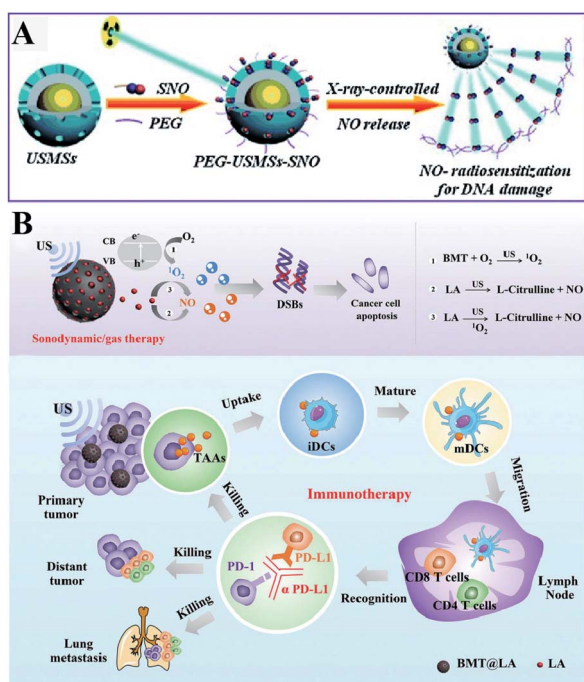 A
SNO
PEG
USMSs
PEG-USMSs-SNO
X-ray-controlled
NO release
NO- radiosensitization
for DNA damage
B
US
CB
e⁻
O₂
1
VB
h⁺
¹O₂
3
NO
2
Sonodynamic/gas therapy
DSBs
Cancer cell
apoptosis
1 BMT + O₂ US ¹O₂
2 LA US L-Citrulline + NO
3 LA US ¹O₂ L-Citrulline + NO
US
Primary
tumor
TAAs
Uptake
iDCs
Mature
mDCs
Migration
Immunotherapy
Killing
PD-L1
PD-1
α PD-L1
Killing
Distant
tumor
Killing
Lung
metastasis
Recognition
CD8 T cells
CD4 T cells
Lymph
Node
BMT@LA
LA